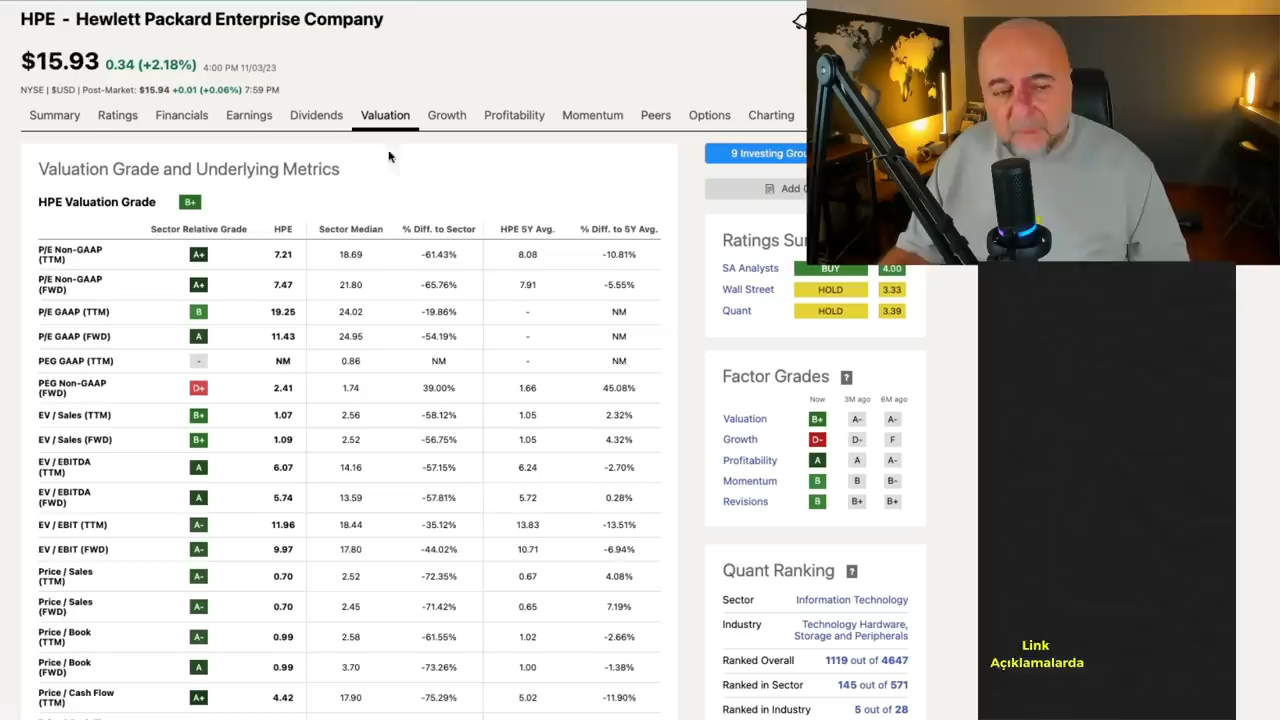 HPE - Hewlett Packard Enterprise Company
$15.93 0.34 (+2.18%) 4:00 PM 11/03/23
NYSE | $USD | Post-Market: $15.94 +0.01 (+0.06%) 7:59 PM
Summary Ratings Financials Earnings Dividends Valuation Growth Profitability Momentum Peers Options Charting
Valuation Grade and Underlying Metrics
HPE Valuation Grade B+
Sector Relative Grade HPE Sector Median % Diff. to Sector HPE 5Y Avg. % Diff. to 5Y Avg.
P/E Non-GAAP
(TTM) A+ 7.21 18.69 -61.43% 8.08 -10.81%
P/E Non-GAAP
(FWD) A+ 7.47 21.80 -65.76% 7.91 -5.55%
P/E GAAP (TTM) B 19.25 24.02 -19.86% - NM
P/E GAAP (FWD) A 11.43 24.95 -54.19% - NM
PEG GAAP (TTM) - NM 0.86 NM - NM
PEG Non-GAAP
(FWD) D+ 2.41 1.74 39.00% 1.66 45.08%
EV / Sales (TTM) B+ 1.07 2.56 -58.12% 1.05 2.32%
EV / Sales (FWD) B+ 1.09 2.52 -56.75% 1.05 4.32%
EV / EBITDA
(TTM) A 6.07 14.16 -57.15% 6.24 -2.70%
EV / EBITDA
(FWD) A 5.74 13.59 -57.81% 5.72 0.28%
EV / EBIT (TTM) A- 11.96 18.44 -35.12% 13.83 -13.51%
EV / EBIT (FWD) A- 9.97 17.80 -44.02% 10.71 -6.94%
Price / Sales
(TTM) A- 0.70 2.52 -72.35% 0.67 4.08%
Price / Sales
(FWD) A- 0.70 2.45 -71.42% 0.65 7.19%
Price / Book
(TTM) A- 0.99 2.58 -61.55% 1.02 -2.66%
Price / Book
(FWD) A 0.99 3.70 -73.26% 1.00 -1.38%
Price / Cash Flow
(TTM) A+ 4.42 17.90 -75.29% 5.02 -11.90%
9 Investing
Add
Ratings
SA Analysts BUY 4.00
Wall Street HOLD 3.33
Quant HOLD 3.39
Factor Grades ?
Now 3M ago 6M ago
Valuation B+ A- A-
Growth D- D- F
Profitability A A A-
Momentum B B B-
Revisions B B+ B+
Quant Ranking ?
Sector Information Technology
Industry Technology Hardware,
Storage and Peripherals
Ranked Overall 1119 out of 4647
Ranked in Sector 145 out of 571
Ranked in Industry 5 out of 28
Link
Açıklamalarda